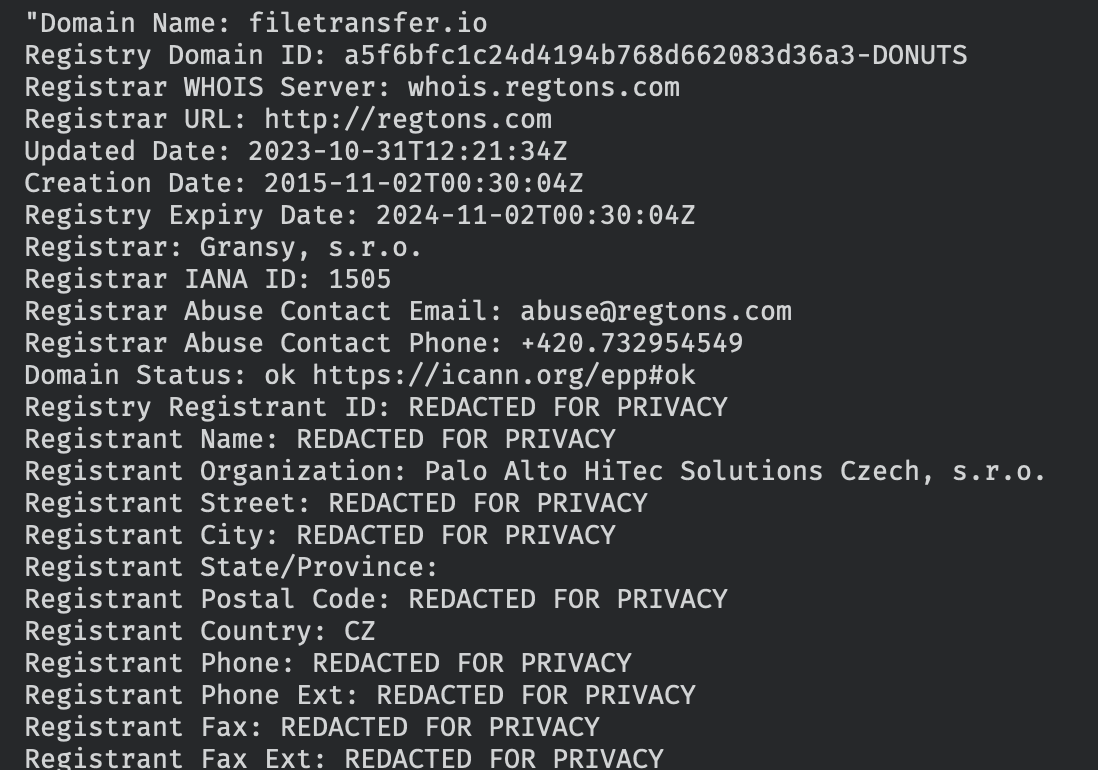 "Domain Name: filetransfer.io
Registry Domain ID: a5f6bfc1c24d4194b768d662083d36a3-DONUTS
Registrar WHOIS Server: whois.regtons.com
Registrar URL: http://regtons.com
Updated Date: 2023-10-31T12:21:34Z
Creation Date: 2015-11-02T00:30:04Z
Registry Expiry Date: 2024-11-02T00:30:04Z
Registrar: Gransy, s.r.o.
Registrar IANA ID: 1505
Registrar Abuse Contact Email: abuse@regtons.com
Registrar Abuse Contact Phone: +420.732954549
Domain Status: ok https://icann.org/epp#ok
Registry Registrant ID: REDACTED FOR PRIVACY
Registrant Name: REDACTED FOR PRIVACY
Registrant Organization: Palo Alto HiTec Solutions Czech, s.r.o.
Registrant Street: REDACTED FOR PRIVACY
Registrant City: REDACTED FOR PRIVACY
Registrant State/Province:
Registrant Postal Code: REDACTED FOR PRIVACY
Registrant Country: CZ
Registrant Phone: REDACTED FOR PRIVACY
Registrant Phone Ext: REDACTED FOR PRIVACY
Registrant Fax: REDACTED FOR PRIVACY
Registrant Fax Ext: REDACTED FOR PRIVACY